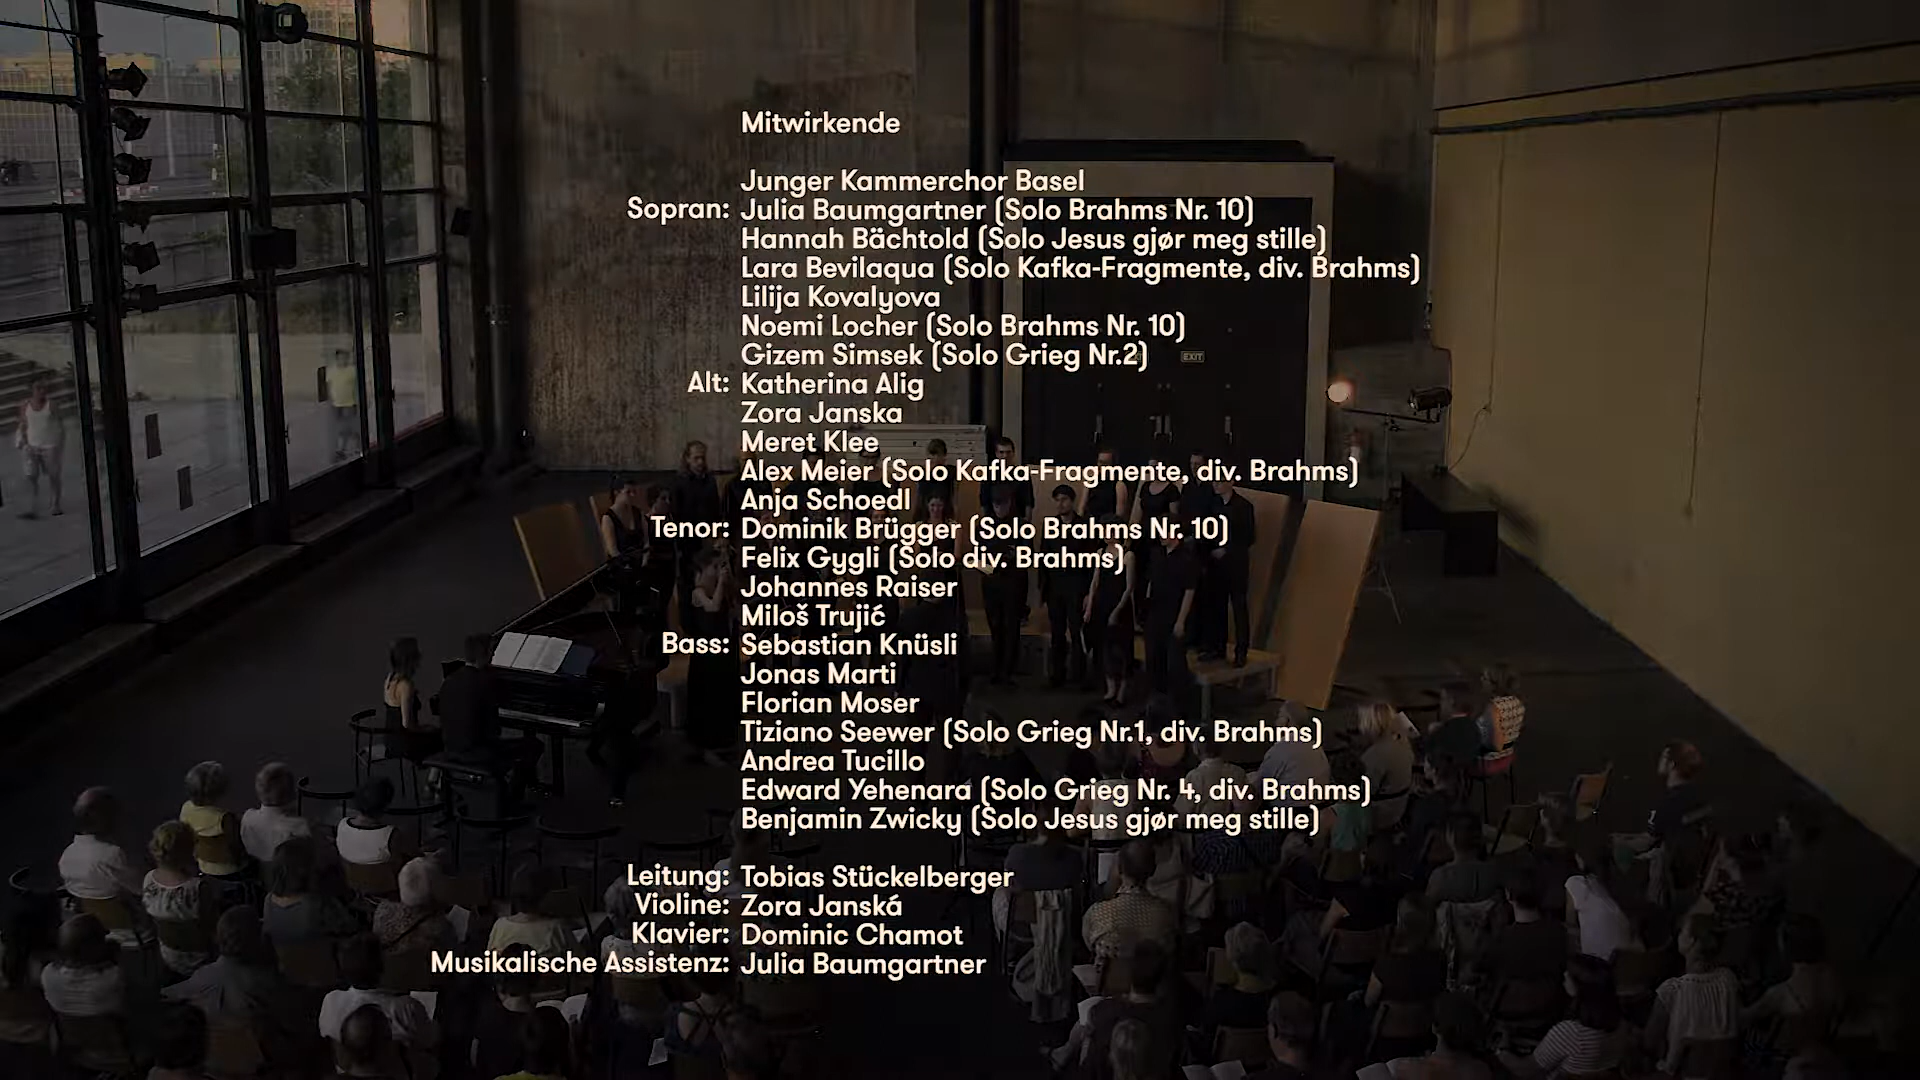 Mitwirkende
Junger Kammerchor Basel
Sopran: Julia Baumgartner (Solo Brahms Nr. 10)
Hannah Bächtold (Solo Jesus gjør meg stille)
Lara Bevilaqua (Solo Kafka-Fragmente, div. Brahms)
Lilija Kovalyova
Noemi Locher (Solo Brahms Nr. 10)
Gizem Simsek (Solo Grieg Nr.2)
EXIT
Alt: Katherina Alig
Zora Janska
Meret Klee
Alex Meier (Solo Kafka-Fragmente, div. Brahms)
Anja Schoedl
Tenor: Dominik Brügger (Solo Brahms Nr. 10)
Felix Gygli (Solo div. Brahms)
Johannes Raiser
Miloš Trujić
Bass: Sebastian Knüsli
Jonas Marti
Florian Moser
Tiziano Seewer (Solo Grieg Nr.1, div. Brahms)
Andrea Tucillo
Edward Yehenara (Solo Grieg Nr. 4, div. Brahms)
Benjamin Zwicky (Solo Jesus gjør meg stille)
Leitung: Tobias Stückelberger
Violine: Zora Janská
Klavier: Dominic Chamot
Musikalische Assistenz: Julia Baumgartner